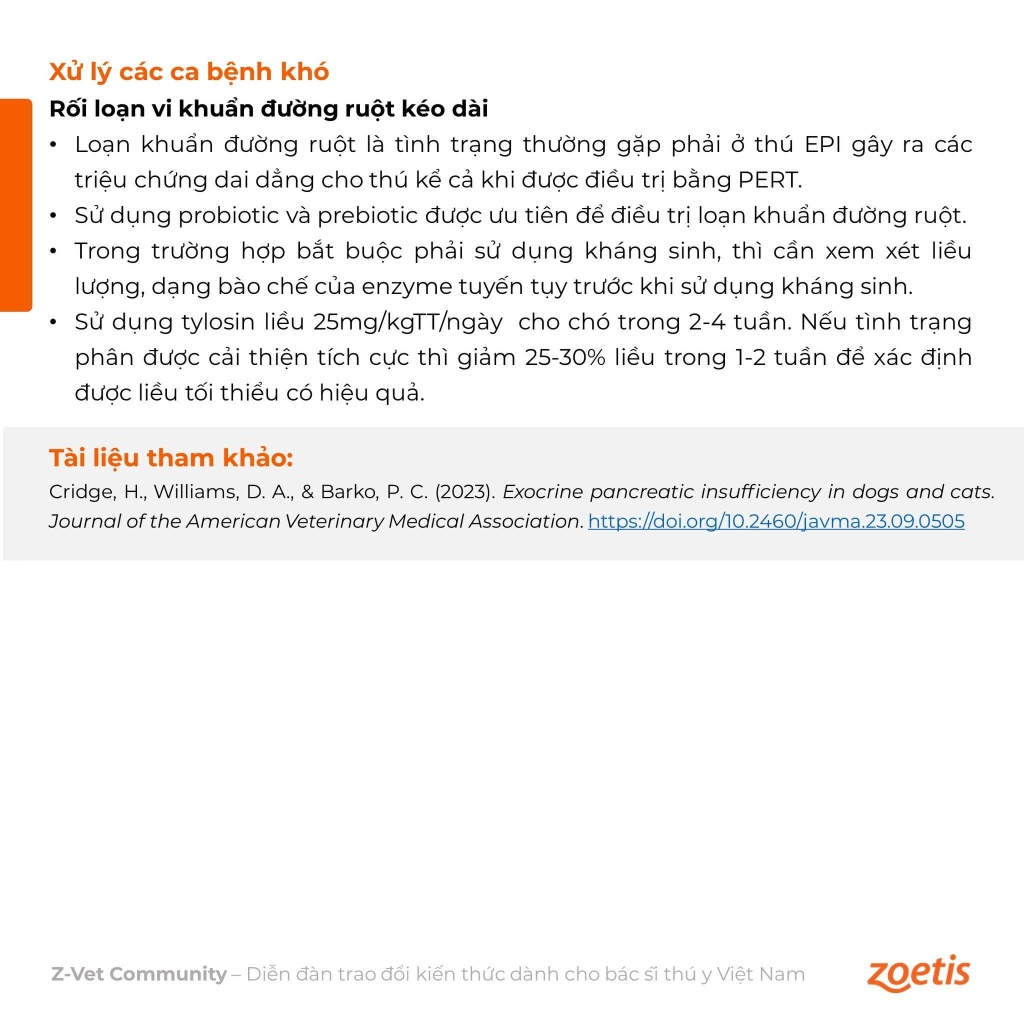 Xử lý các ca bệnh khó
Rối loạn vi khuẩn đường ruột kéo dài
• Loạn khuẩn đường ruột là tình trạng thường gặp phải ở thú EPI gây ra các
triệu chứng dai dẳng cho thú kể cả khi được điều trị bằng PERT.
• Sử dụng probiotic và prebiotic được ưu tiên để điều trị loạn khuẩn đường ruột.
• Trong trường hợp bắt buộc phải sử dụng kháng sinh, thì cần xem xét liều
lượng, dạng bào chế của enzyme tuyến tụy trước khi sử dụng kháng sinh.
• Sử dụng tylosin liều 25mg/kgTT/ngày  cho chó trong 2-4 tuần. Nếu tình trạng
phân được cải thiện tích cực thì giảm 25-30% liều trong 1-2 tuần để xác định
được liều tối thiểu có hiệu quả.
Tài liệu tham khảo:
Cridge, H., Williams, D. A., & Barko, P. C. (2023). Exocrine pancreatic insufficiency in dogs and cats.
Journal of the American Veterinary Medical Association. https://doi.org/10.2460/javma.23.09.0505
Z-Vet Community – Diễn đàn trao đổi kiến thức dành cho bác sĩ thú y Việt Nam
zoetis